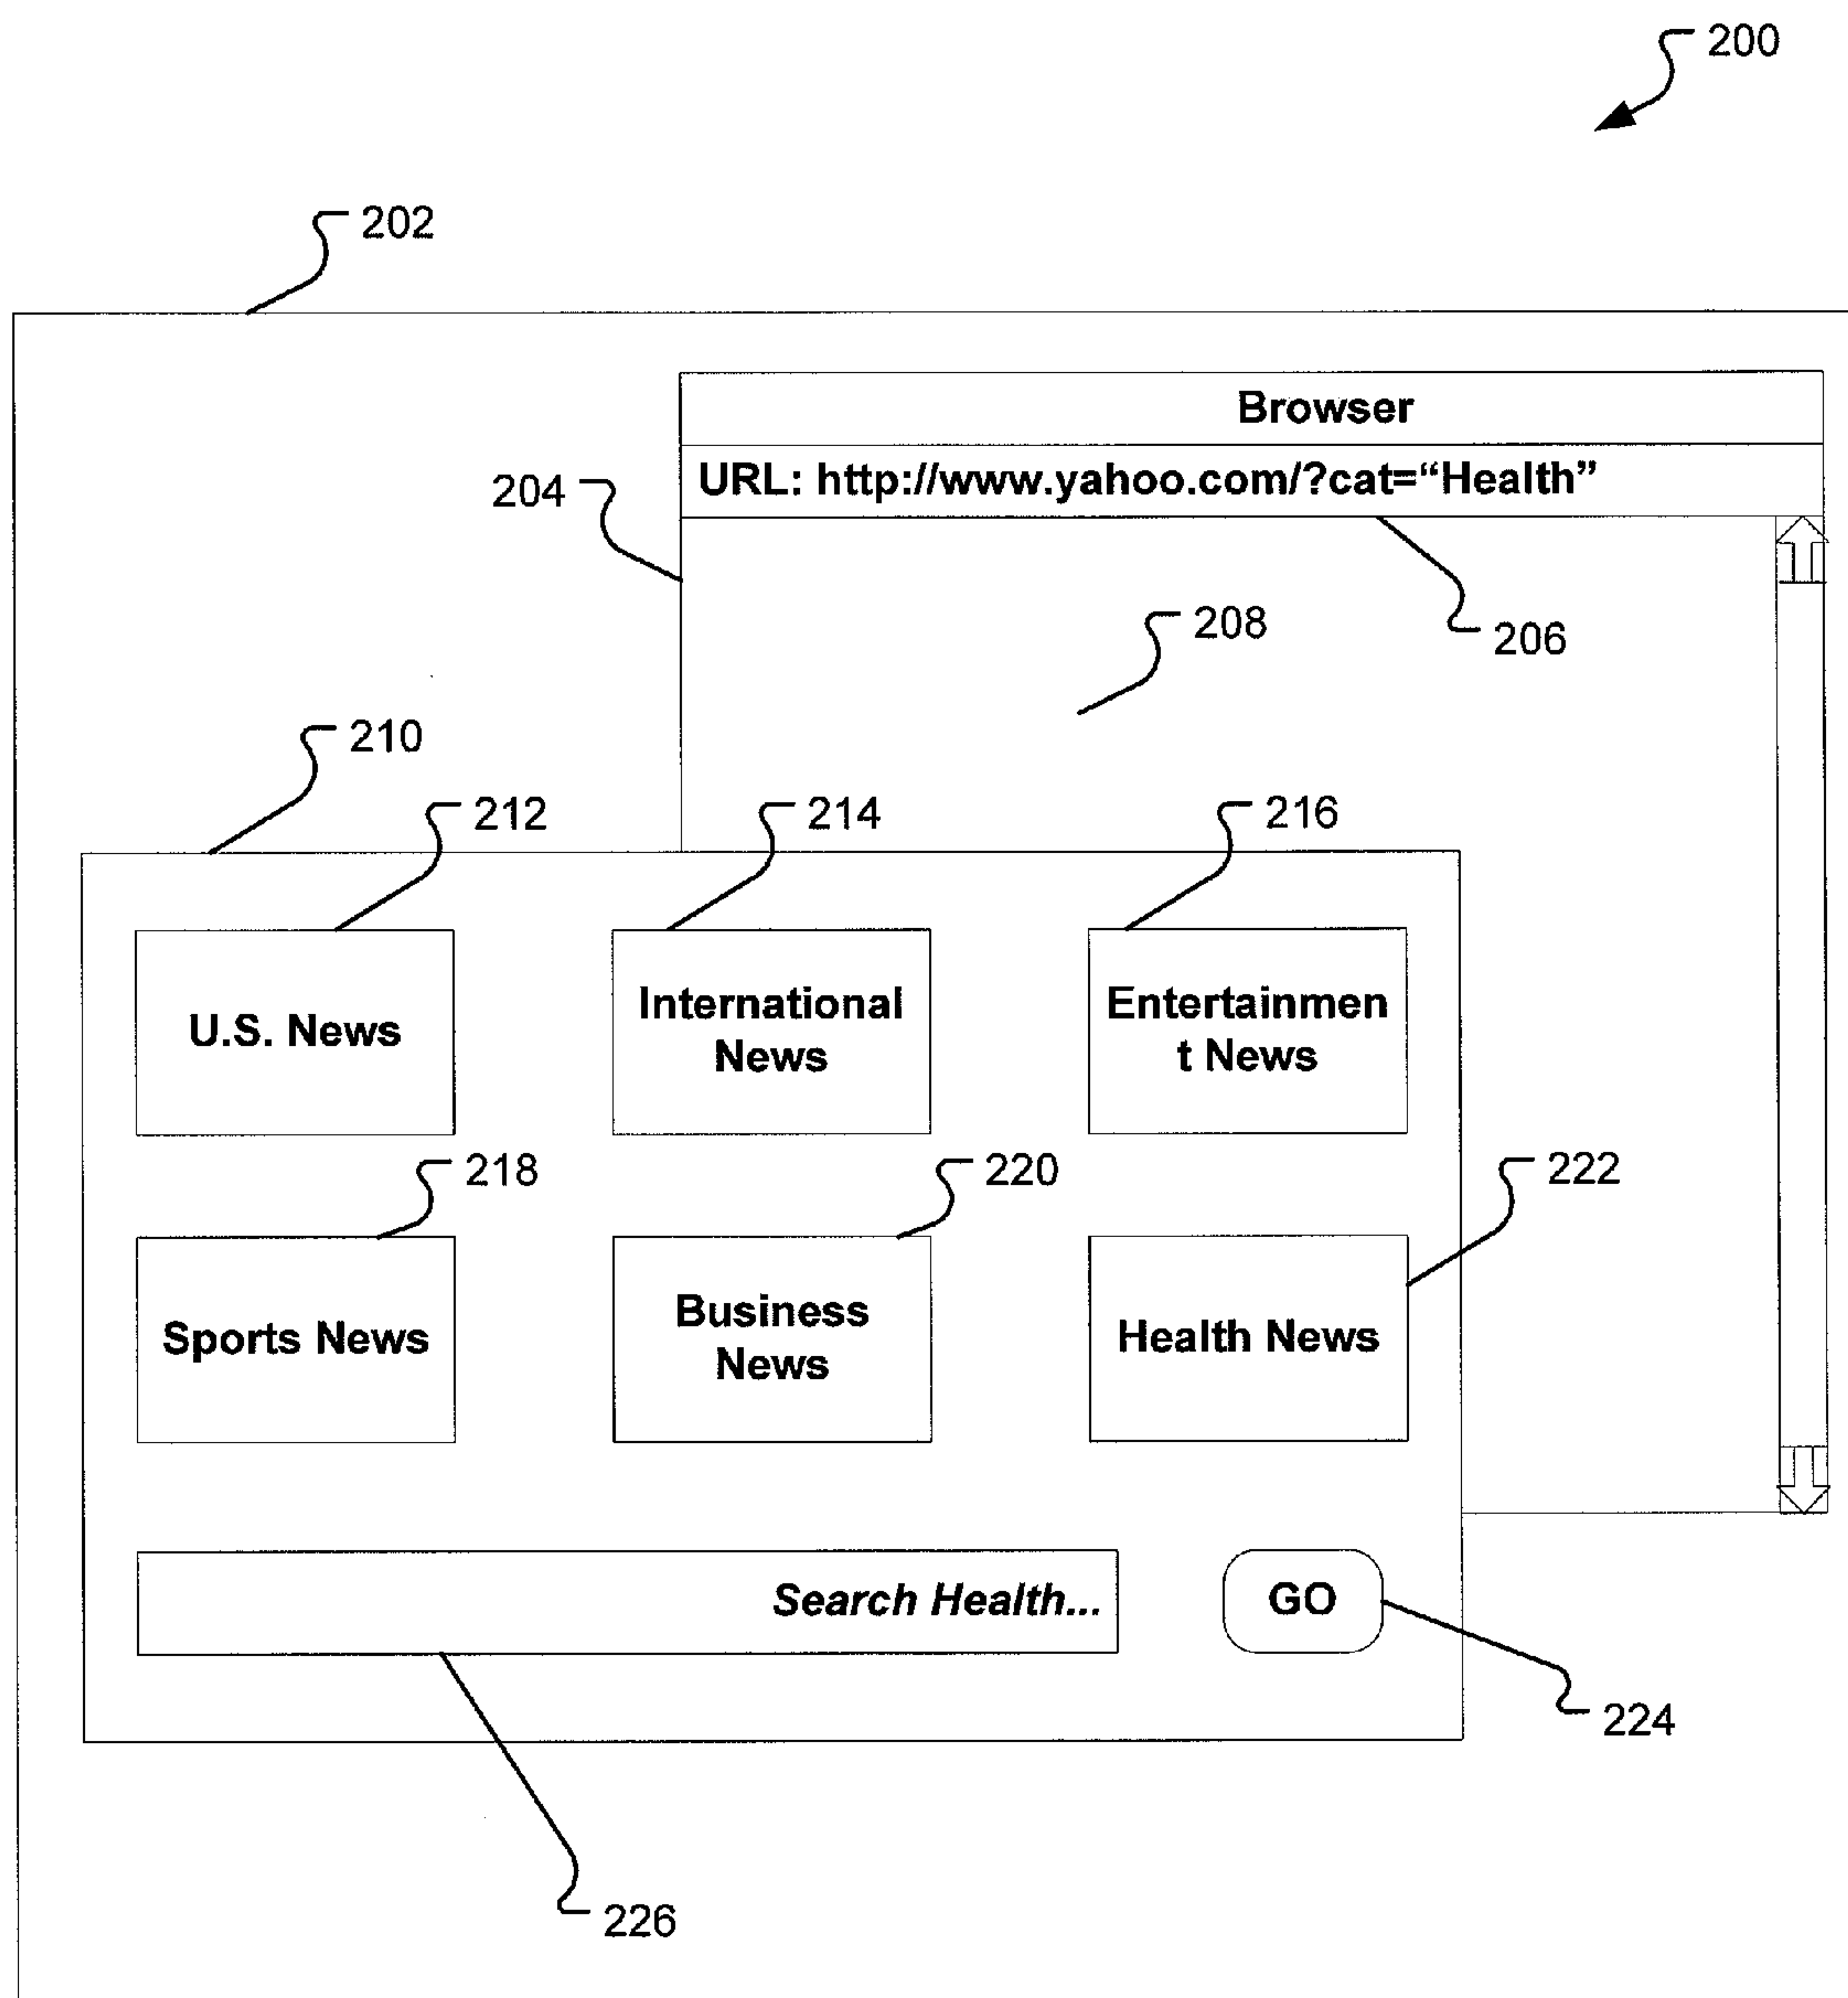 200
202
Browser
204
URL: http://www.yahoo.com/?cat=“Health”
208
206
210
212
214
216
U.S. News
International
News
Entertainmen
t News
218
220
222
Sports News
Business
News
Health News
Search Health...
GO
224
226